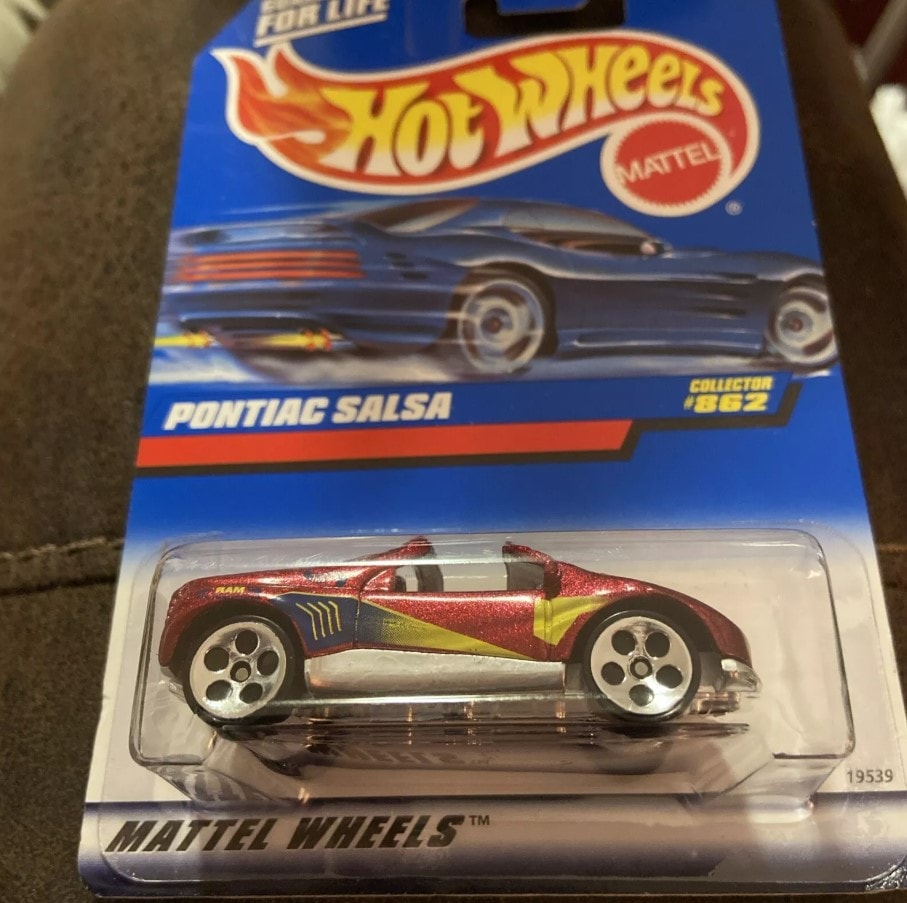 FOR LIFE
HOT WHEELS
MATTEL
®
PONTIAC SALSA
COLLECTOR
#862
RAM
19539
MATTEL WHEELS™